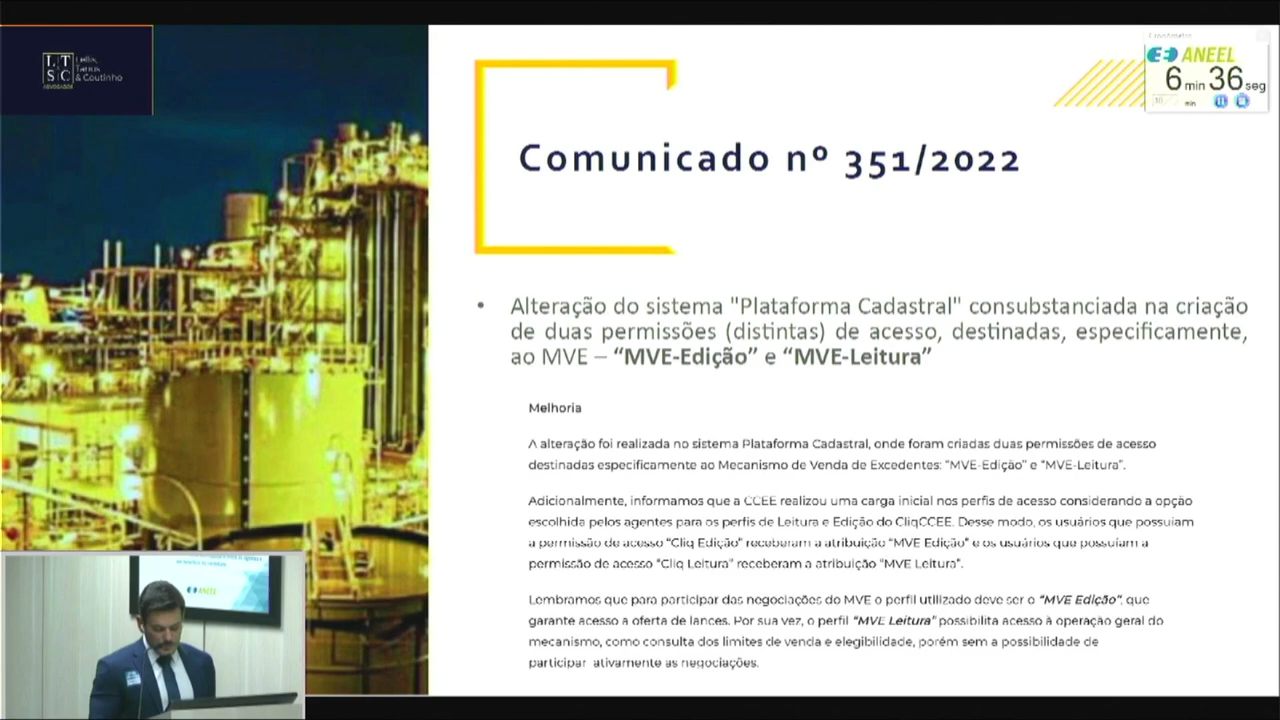 LT
SC
& Coutinho
ADVOGADOS
ANEEL
6 min 36 seg
10 min
Comunicado nº 351/2022
• Alteração do sistema "Plataforma Cadastral" consubstanciada na criação
de duas permissões (distintas) de acesso, destinadas, especificamente,
ao MVE – “MVE-Edição” e “MVE-Leitura”
Melhoria
A alteração foi realizada no sistema Plataforma Cadastral, onde foram criadas duas permissões de acesso
destinadas especificamente ao Mecanismo de Venda de Excedentes: “MVE-Edição” e “MVE-Leitura”.
Adicionalmente, informamos que a CCEE realizou uma carga inicial nos perfis de acesso considerando a opção
escolhida pelos agentes para os perfis de Leitura e Edição do CliqCCEE. Desse modo, os usuários que possuíam
a permissão de acesso “Cliq Edição” receberam a atribuição “MVE Edição” e os usuários que possuíam a
permissão de acesso “Cliq Leitura” receberam a atribuição “MVE Leitura”.
Lembramos que para participar das negociações do MVE o perfil utilizado deve ser o “MVE Edição”, que
garante acesso a oferta de lances. Por sua vez, o perfil “MVE Leitura” possibilita acesso à operação geral do
mecanismo, como consulta dos limites de venda e elegibilidade, porém sem a possibilidade de
participar ativamente as negociações.
ANEEL